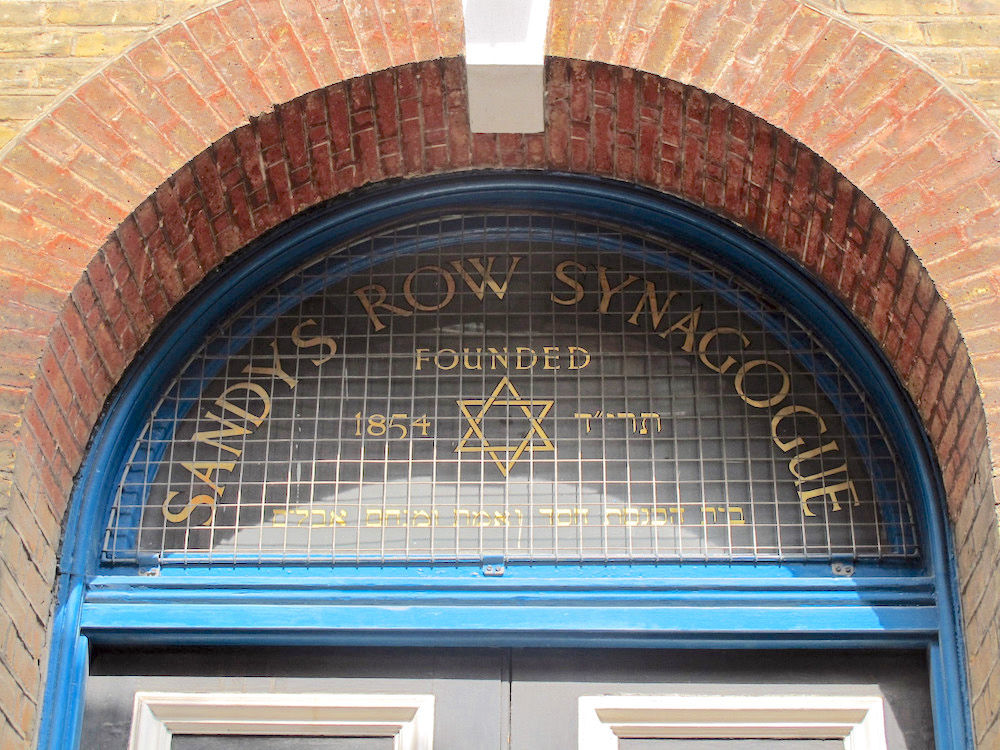 SANDYS ROW SYNAGOGUE
FOUNDED
1854 תרי״ד
בית הכנסת חסד ואמת ומנחם אבלים